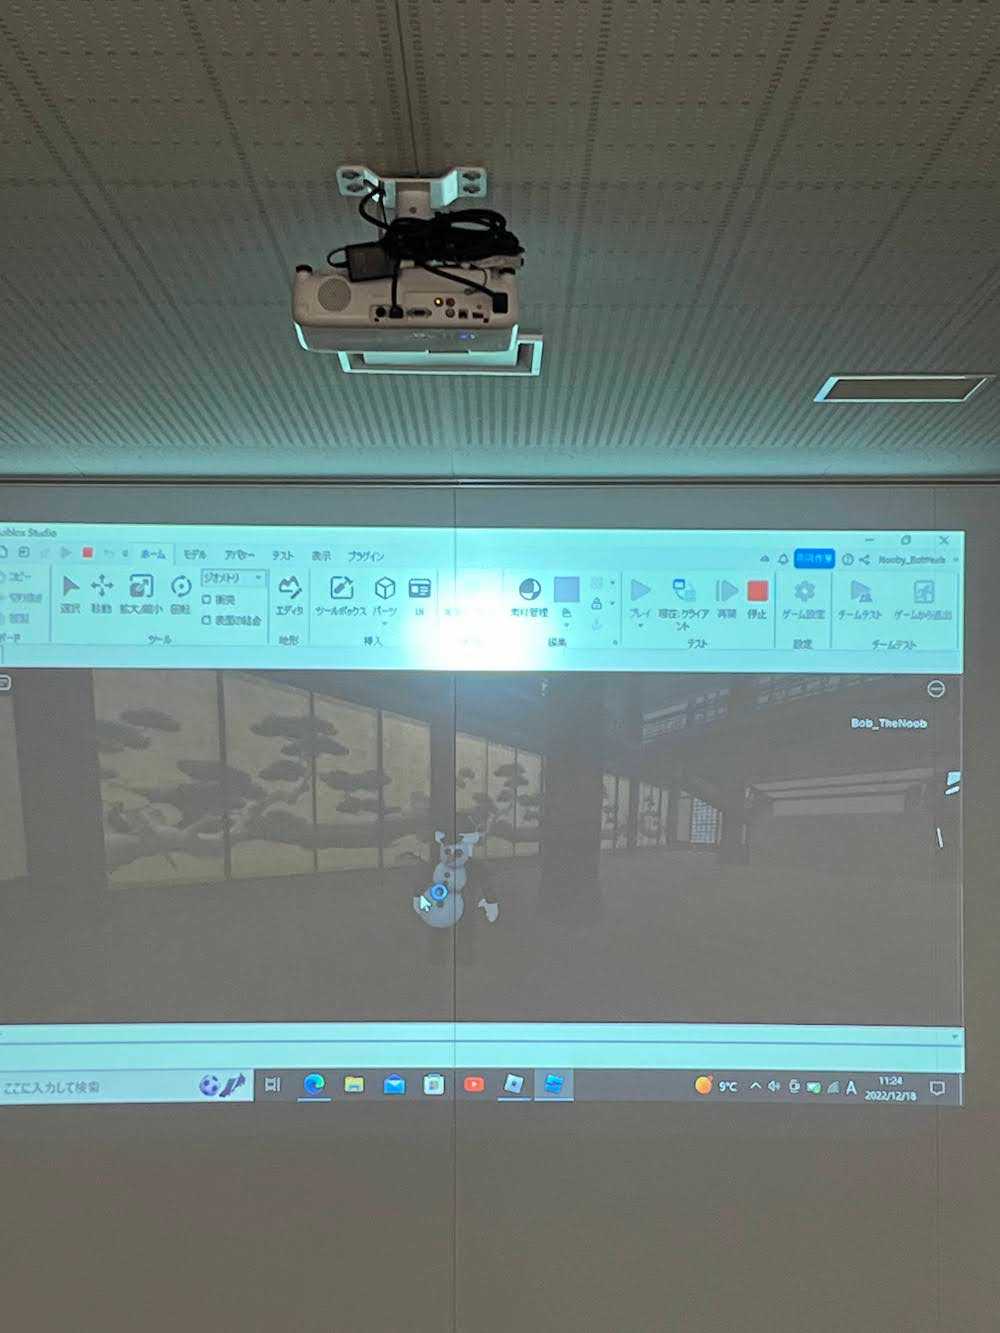 oblox Studio
ホーム モデル アバター テスト 表示 プラグイン
コピー
選択 移動 拡大/縮小 回転
ジオメトリ
衝突
表面の結合
エディタ
ツールボックス パーツ UI
素材管理 色
プレイ 現在: クライアント 再開 停止
ゲーム設定
チームテスト ゲームから退出
ツール 地形 挿入 編集 テスト 設定 チームテスト
Bob_TheNoob
ここに入力して検索
9°C
A
11:24
2022/12/18